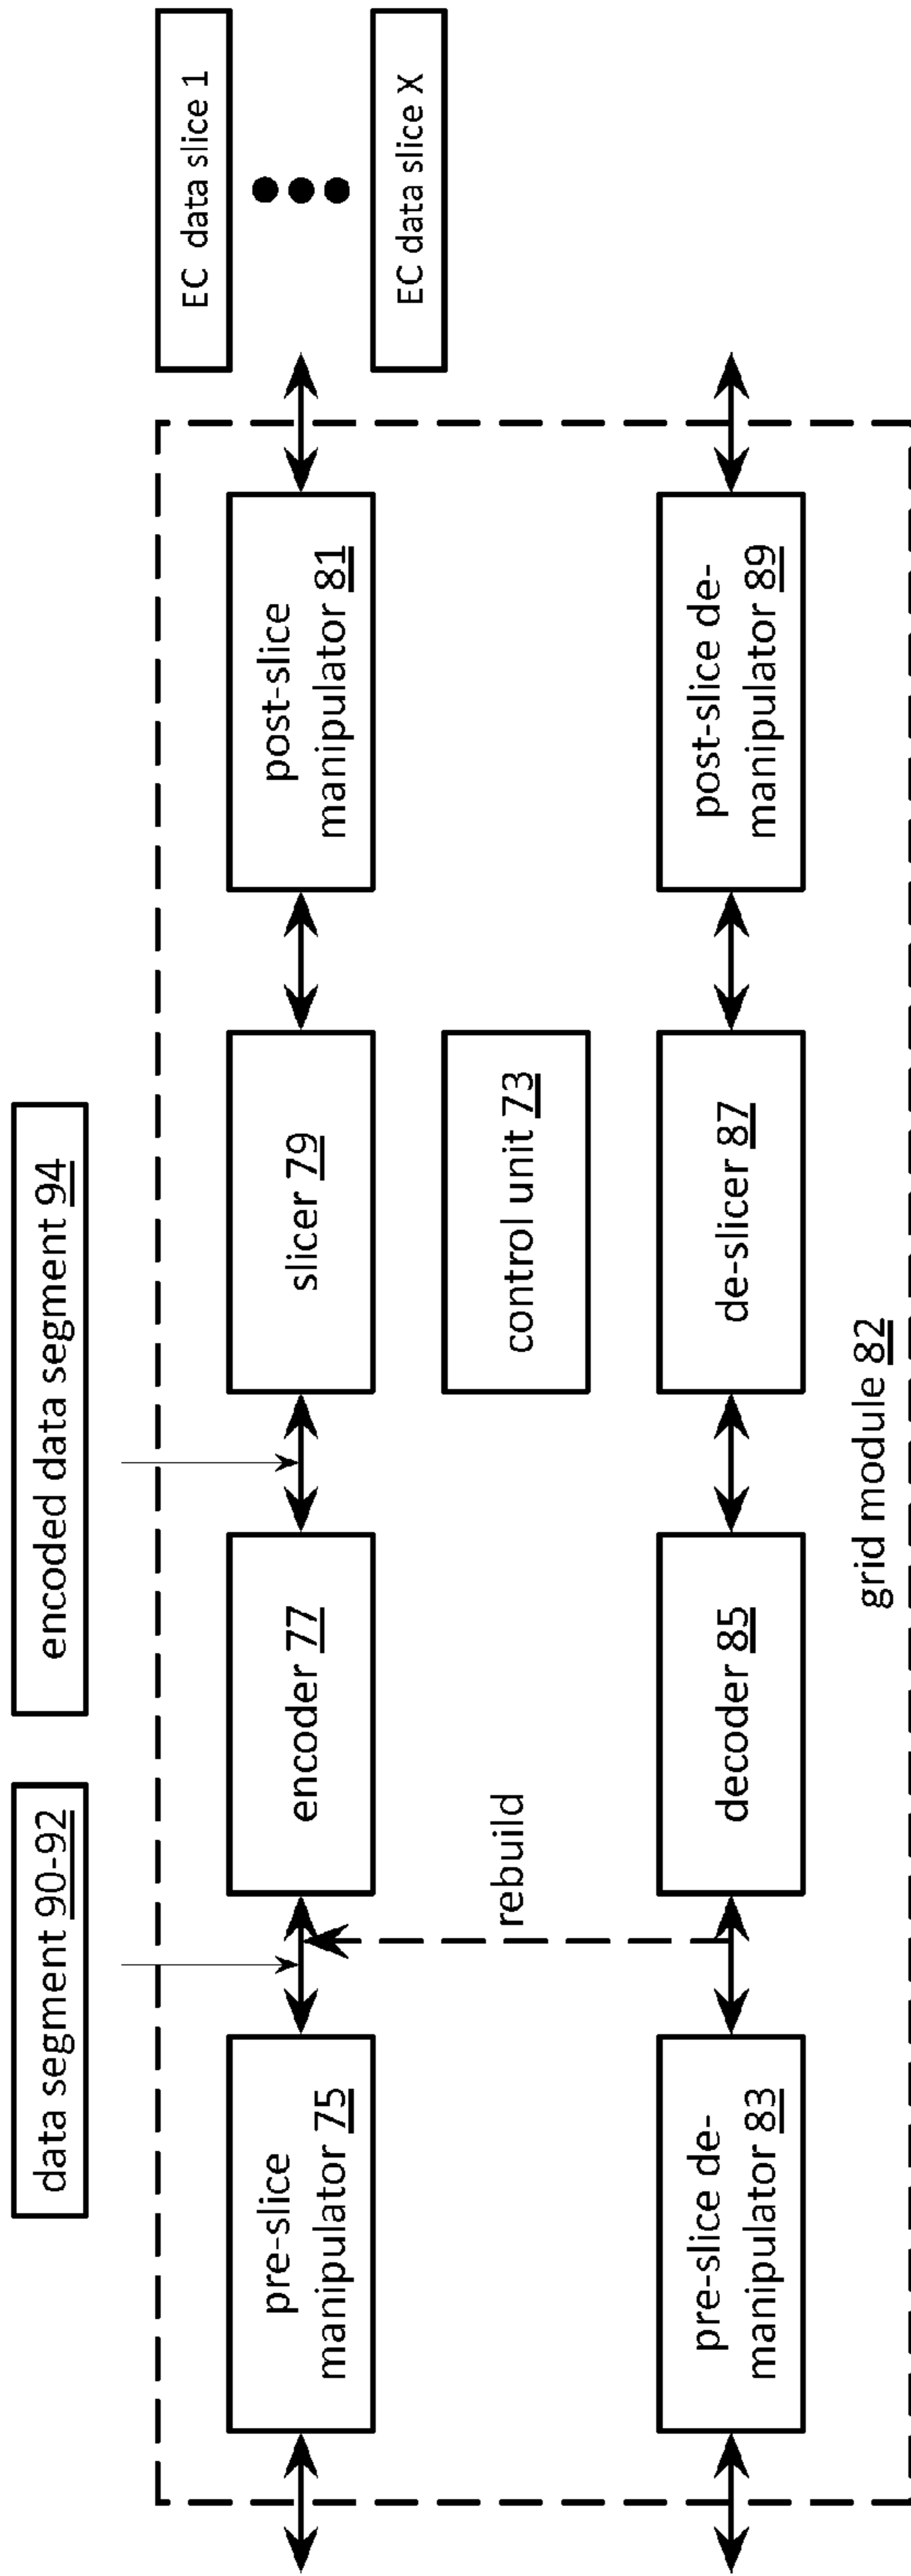 data segment 90-92
encoded data segment 94
EC data slice 1
EC data slice X
pre-slice
manipulator 75
encoder 77
slicer 79
post-slice
manipulator 81
rebuild
control unit 73
pre-slice de-
manipulator 83
decoder 85
de-slicer 87
post-slice de-
manipulator 89
grid module 82